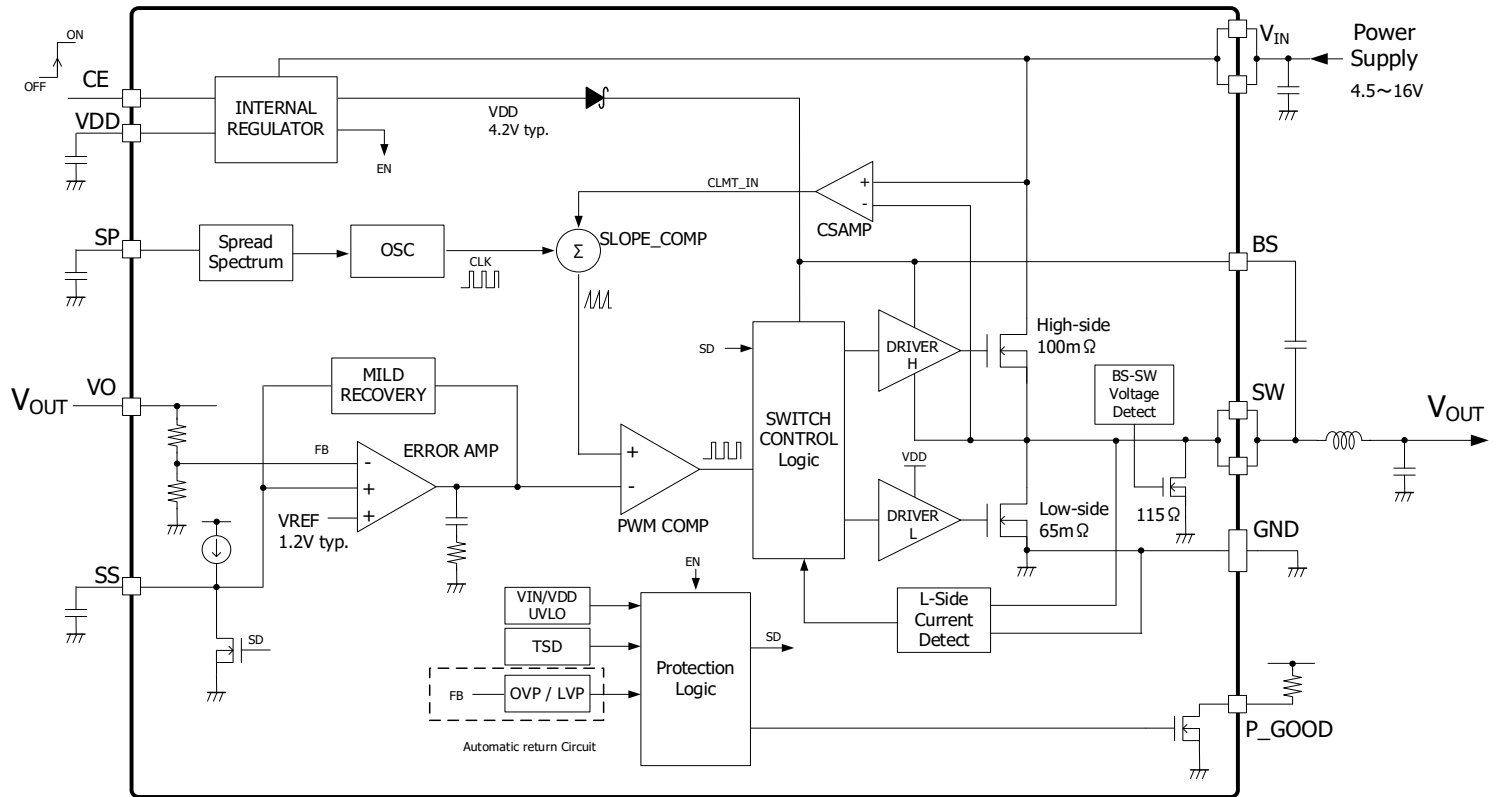 ON
OFF
CE
VDD
INTERNAL
REGULATOR
VDD
4.2V typ.
EN
VIN
Power
Supply
4.5～16V
CLMT_IN
+
-
CSAMP
SP
Spread
Spectrum
OSC
CLK
Σ
SLOPE_COMP
BS
High-side
100mΩ
SD
DRIVER
H
BS-SW
Voltage
Detect
SW
VOUT
VOUT
VO
MILD
RECOVERY
FB
ERROR AMP
-
+
+
VREF
1.2V typ.
+
-
PWM COMP
SWITCH
CONTROL
Logic
VDD
DRIVER
L
Low-side
65mΩ
115Ω
GND
SS
SD
EN
VIN/VDD
UVLO
TSD
FB
OVP / LVP
Automatic return Circuit
Protection
Logic
SD
L-Side
Current
Detect
P_GOOD